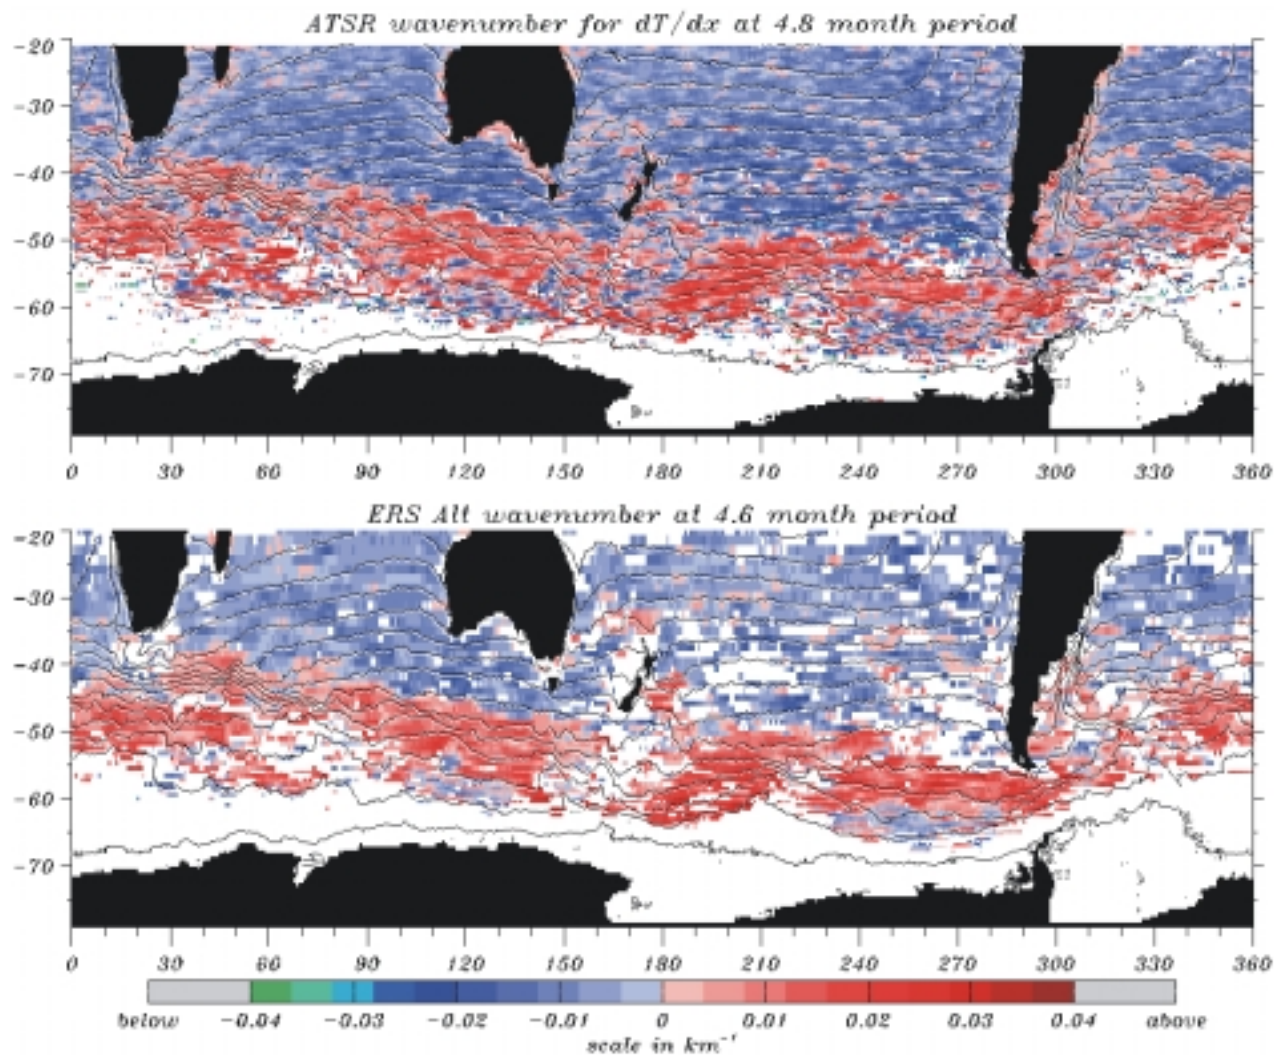 ATSR wavenumber for dT/dx at 4.8 month period
-20
-30
-40
-50
-60
-70
0 30 60 90 120 150 180 210 240 270 300 330 360
ERS Alt wavenumber at 4.6 month period
-20
-30
-40
-50
-60
-70
0 30 60 90 120 150 180 210 240 270 300 330 360
below -0.04 -0.03 -0.02 -0.01 0 0.01 0.02 0.03 0.04 above
scale in km⁻¹